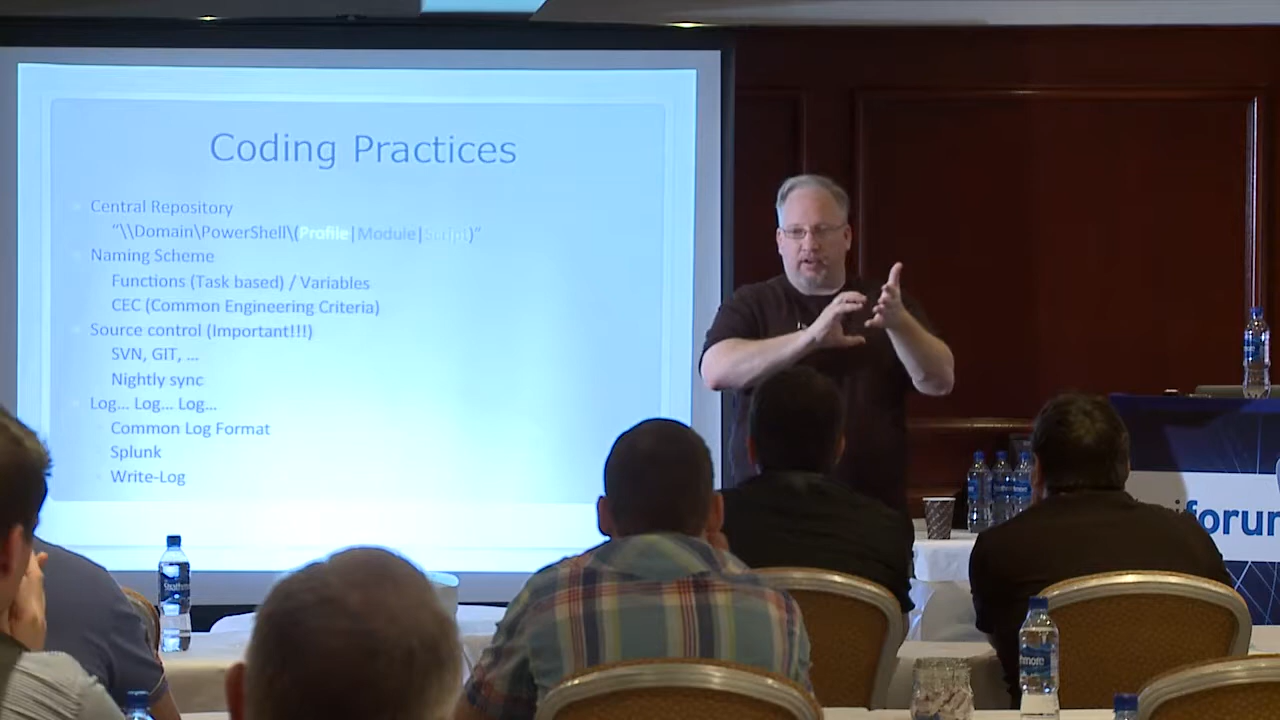 Coding Practices
Central Repository
“\\Domain\PowerShell\(Profile|Module|Script)”
Naming Scheme
Functions (Task based) / Variables
CEC (Common Engineering Criteria)
Source control (Important!!!)
SVN, GIT, ...
Nightly sync
Log... Log... Log...
Common Log Format
Splunk
Write-Log